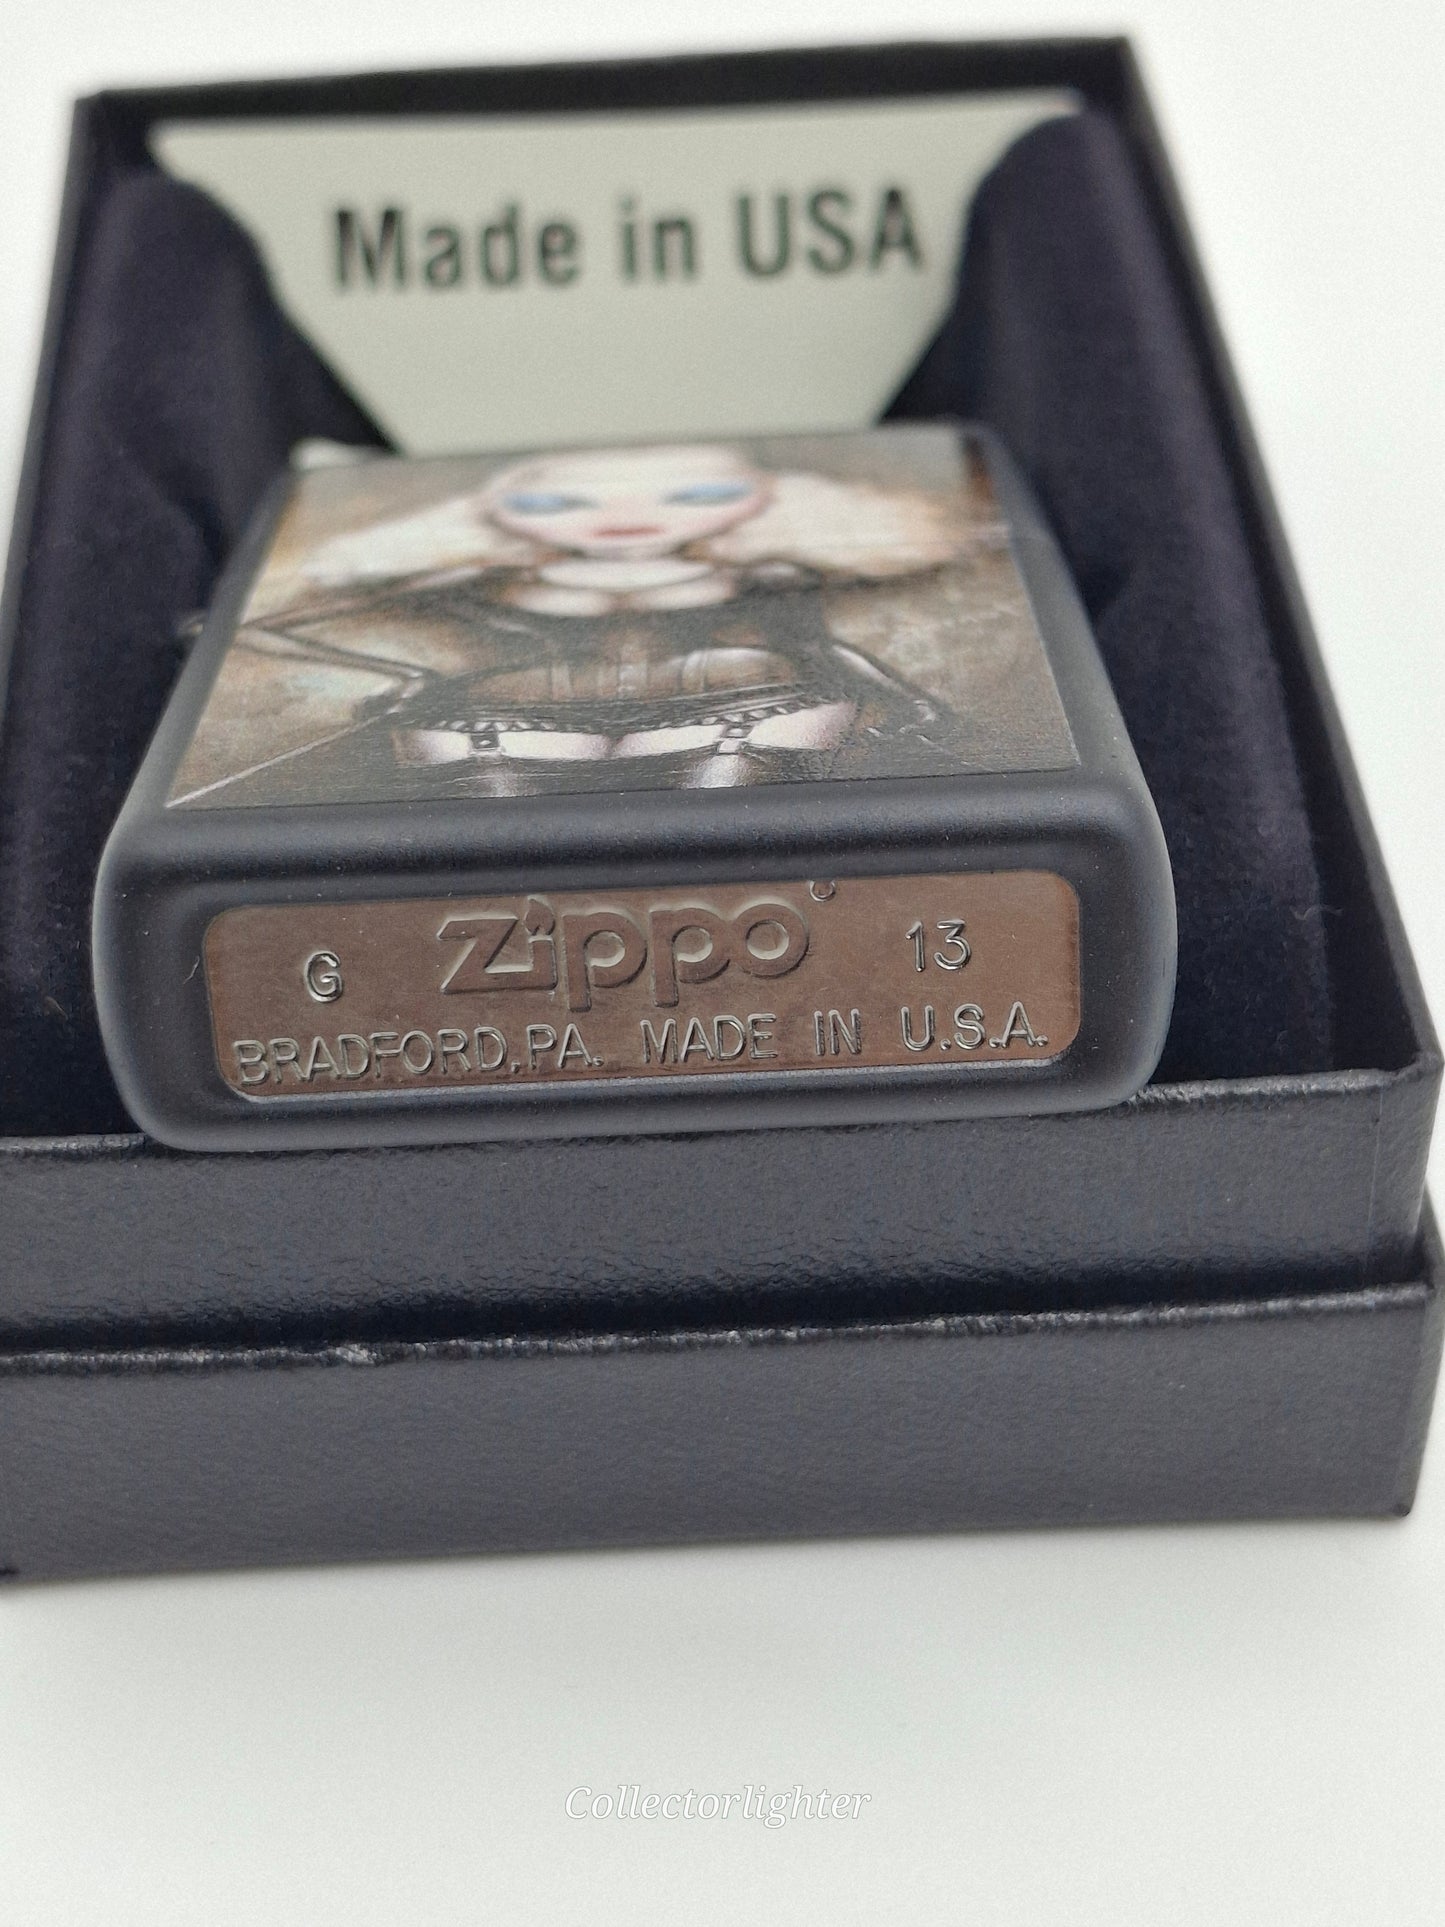 Made in USA
G zippo 13
BRADFORD,PA. MADE IN U.S.A.
Collectorlighter